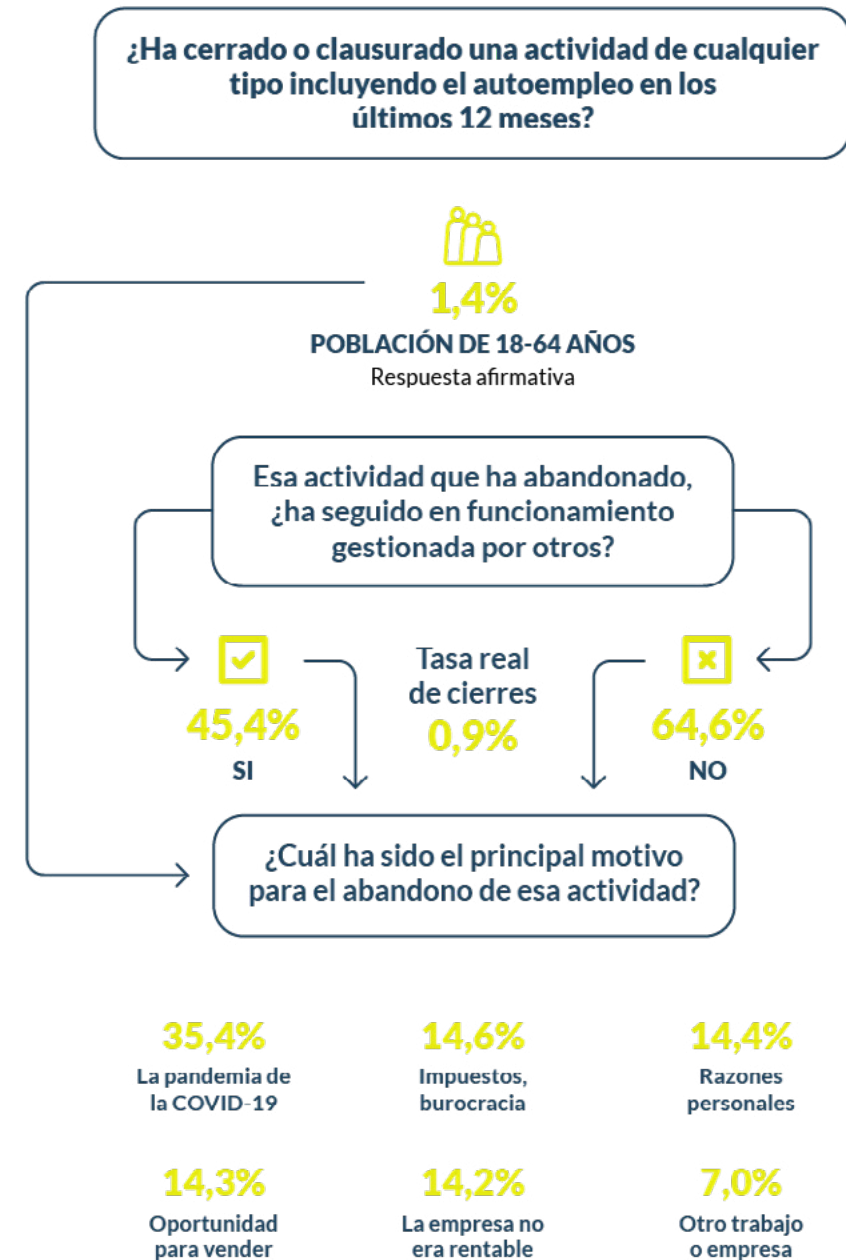 ¿Ha cerrado o clausurado una actividad de cualquier
tipo incluyendo el autoempleo en los
últimos 12 meses?
1,4%
POBLACIÓN DE 18-64 AÑOS
Respuesta afirmativa
Esa actividad que ha abandonado,
¿ha seguido en funcionamiento
gestionada por otros?
45,4%
SI
Tasa real
de cierres
0,9%
64,6%
NO
¿Cuál ha sido el principal motivo
para el abandono de esa actividad?
35,4%
La pandemia de
la COVID-19
14,6%
Impuestos,
burocracia
14,4%
Razones
personales
14,3%
Oportunidad
para vender
14,2%
La empresa no
era rentable
7,0%
Otro trabajo
o empresa